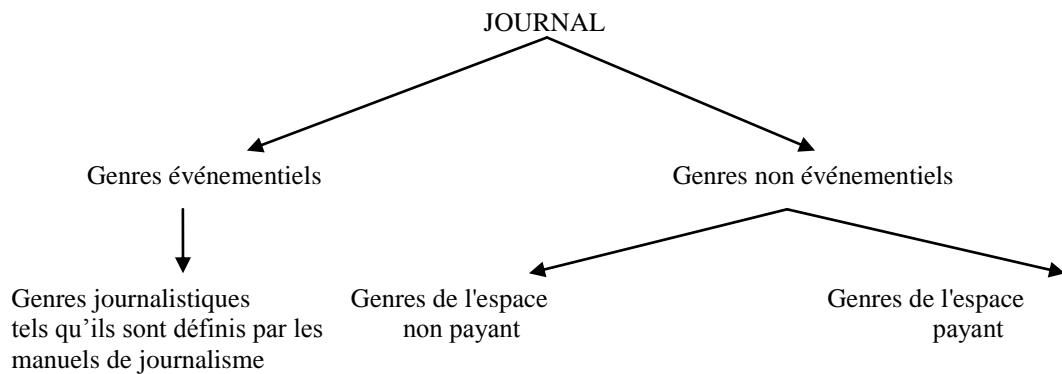 JOURNAL
Genres événementiels
Genres non événementiels
Genres journalistiques
tels qu’ils sont définis par les
manuels de journalisme
Genres de l'espace
non payant
Genres de l'espace
payant